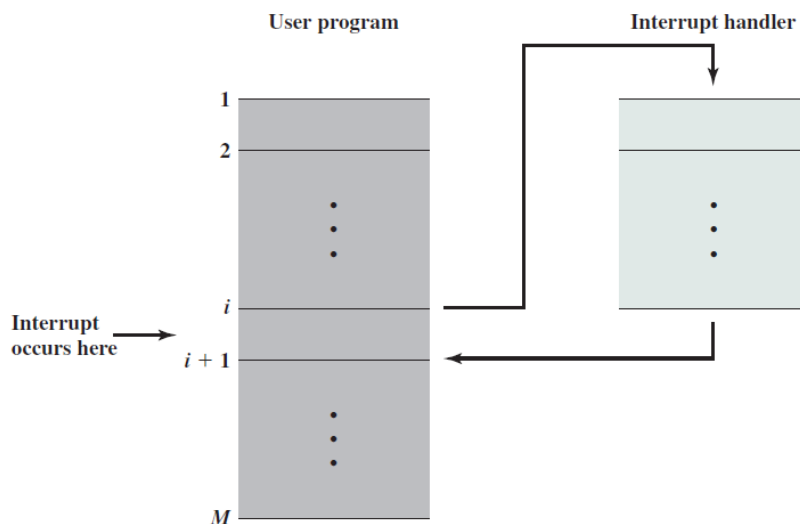 User program
Interrupt handler
1
2
i
Interrupt
occurs here
i + 1
M